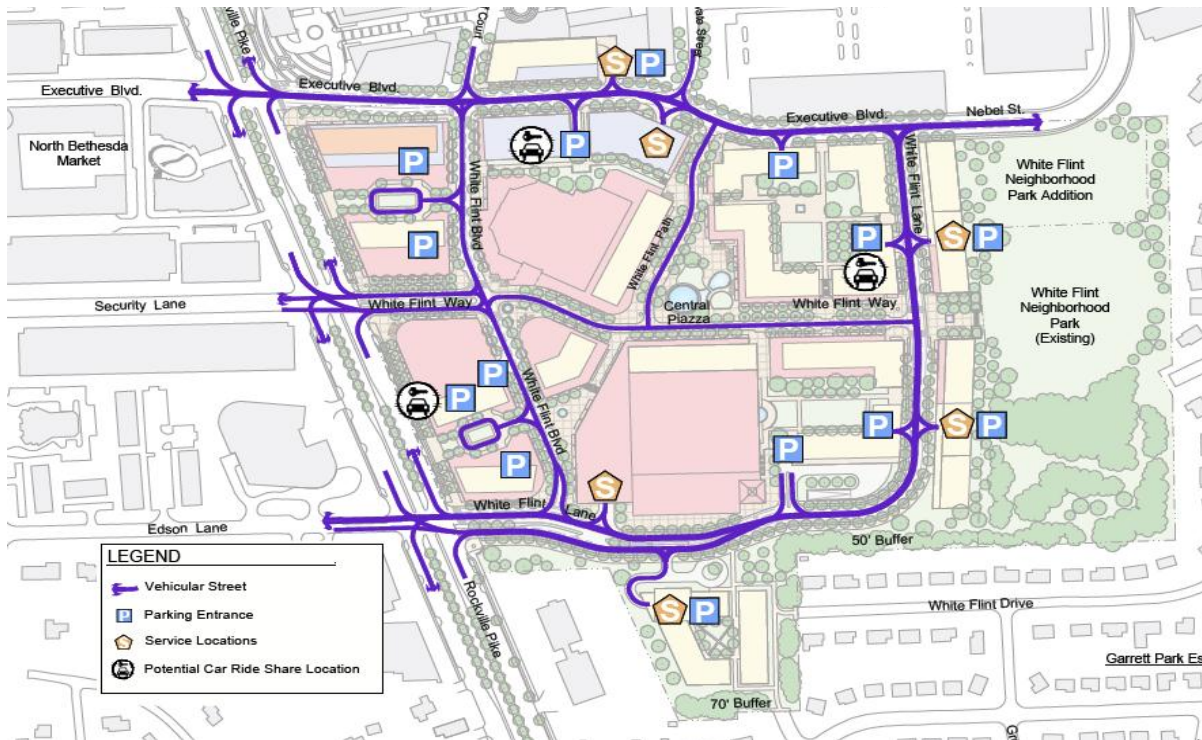 Court
Executive Blvd.
Executive Blvd.
Executive Blvd.
Nebel St.
North Bethesda
Market
P
S
P
P
P
S
P
White Flint Blvd
White Flint Path
White Flint Lane
White Flint
Neighborhood
Park Addition
P
P
S
P
Security Lane
White Flint Way
Central
Piazza
White Flint Way
White Flint
Neighborhood
Park
(Existing)
P
P
White Flint Blvd
P
P
S
P
P
S
White Flint Lane
Edson Lane
50' Buffer
Rockville Pike
S
P
White Flint Drive
Garrett Park Es
70' Buffer
LEGEND
Vehicular Street
P
Parking Entrance
S
Service Locations
Potential Car Ride Share Location